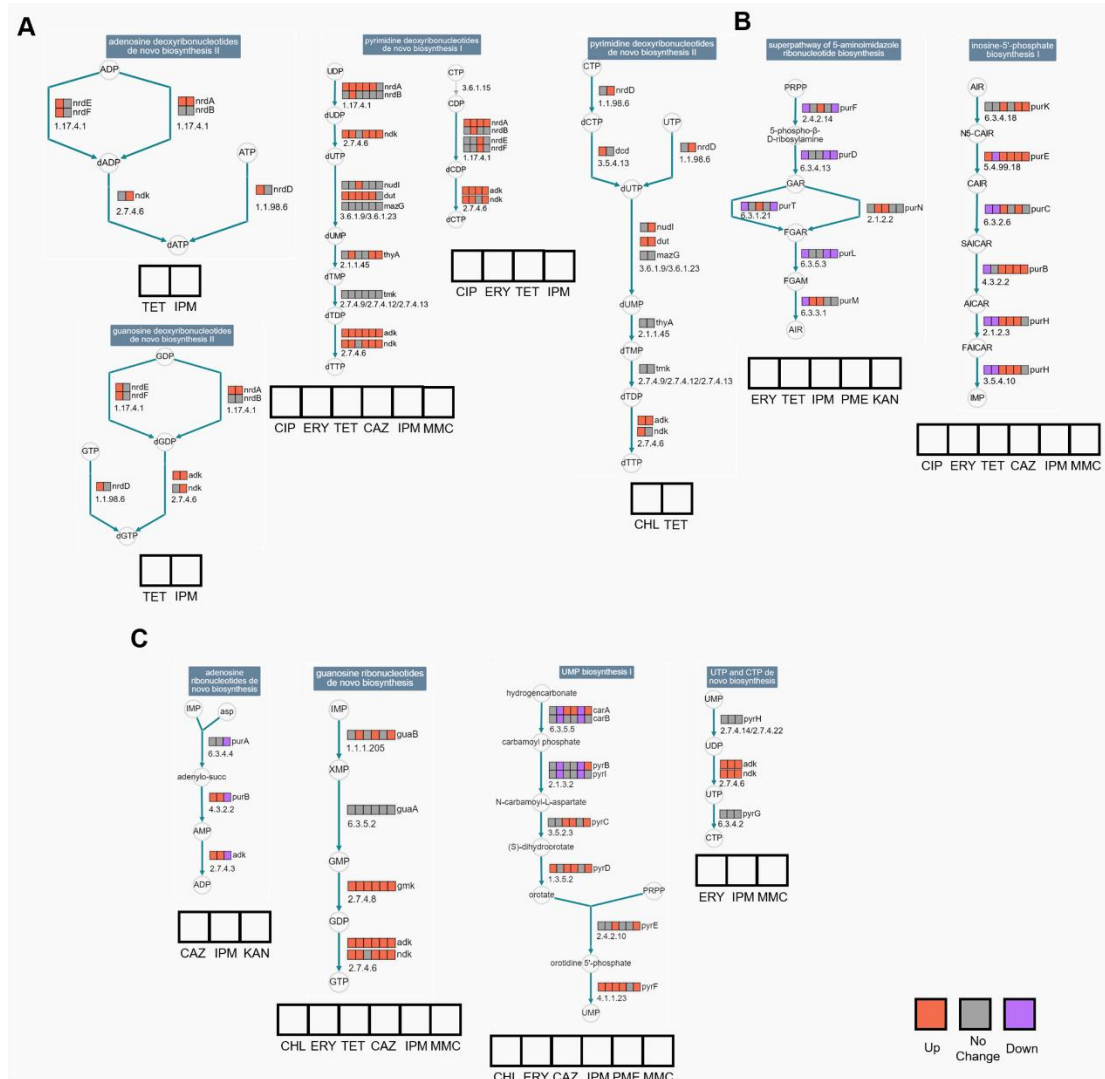 A
adenosine deoxyribonucleotides
de novo biosynthesis II
ADP
nrdE
nrdF
1.17.4.1
nrdA
nrdB
1.17.4.1
dADP
ATP
ndk
2.7.4.6
nrdD
1.1.98.6
dATP
TET IPM
guanosine deoxyribonucleotides
de novo biosynthesis II
GDP
nrdE
nrdF
1.17.4.1
nrdA
nrdB
1.17.4.1
dGDP
GTP
nrdD
1.1.98.6
adk
ndk
2.7.4.6
dGTP
TET IPM
pyrimidine deoxyribonucleotides
de novo biosynthesis I
UDP
nrdA
nrdB
1.17.4.1
dUDP
ndk
2.7.4.6
dUTP
nudI
dut
mazG
3.6.1.9/3.6.1.23
dUMP
thyA
2.1.1.45
dTMP
tmk
2.7.4.9/2.7.4.12/2.7.4.13
dTDP
adk
ndk
2.7.4.6
dTTP
CTP
3.6.1.15
CDP
nrdA
nrdB
nrdE
nrdF
1.17.4.1
dCDP
adk
ndk
2.7.4.6
dCTP
CIP ERY TET IPM
CIP ERY TET CAZ IPM MMC
pyrimidine deoxyribonucleotides
de novo biosynthesis II
CTP
nrdD
1.1.98.6
dCTP
UTP
dcd
3.5.4.13
nrdD
1.1.98.6
dUTP
nudI
dut
mazG
3.6.1.9/3.6.1.23
dUMP
thyA
2.1.1.45
dTMP
tmk
2.7.4.9/2.7.4.12/2.7.4.13
dTDP
adk
ndk
2.7.4.6
dTTP
CHL TET
B
superpathway of 5-aminoimidazole
ribonucleotide biosynthesis
PRPP
purF
2.4.2.14
5-phospho-β-
D-ribosylamine
purD
6.3.4.13
GAR
purT
6.3.1.21
purN
2.1.2.2
FGAR
purL
6.3.5.3
FGAM
purM
6.3.3.1
AIR
ERY TET IPM PME KAN
inosine-5'-phosphate
biosynthesis I
AIR
purK
6.3.4.18
N5-CAIR
purE
5.4.99.18
CAIR
purC
6.3.2.6
SAICAR
purB
4.3.2.2
AICAR
purH
2.1.2.3
FAICAR
purH
3.5.4.10
IMP
CIP ERY TET CAZ IPM MMC
C
adenosine
ribonucleotides de
novo biosynthesis
IMP asp
purA
6.3.4.4
adenylo-succ
purB
4.3.2.2
AMP
adk
2.7.4.3
ADP
CAZ IPM KAN
guanosine ribonucleotides
de novo biosynthesis
IMP
guaB
1.1.1.205
XMP
guaA
6.3.5.2
GMP
gmk
2.7.4.8
GDP
adk
ndk
2.7.4.6
GTP
CHL ERY TET CAZ IPM MMC
UMP biosynthesis I
hydrogencarbonate
carA
carB
6.3.5.5
carbamoyl phosphate
pyrB
pyrI
2.1.3.2
N-carbamoyl-L-aspartate
pyrC
3.5.2.3
(S)-dihydroorotate
pyrD
1.3.5.2
orotate
PRPP
pyrE
2.4.2.10
orotidine 5'-phosphate
pyrF
4.1.1.23
UMP
CHL ERY CAZ IPM PME MMC
UTP and CTP de
novo biosynthesis
UMP
pyrH
2.7.4.14/2.7.4.22
UDP
adk
ndk
2.7.4.6
UTP
pyrG
6.3.4.2
CTP
ERY IPM MMC
Up
No
Change
Down